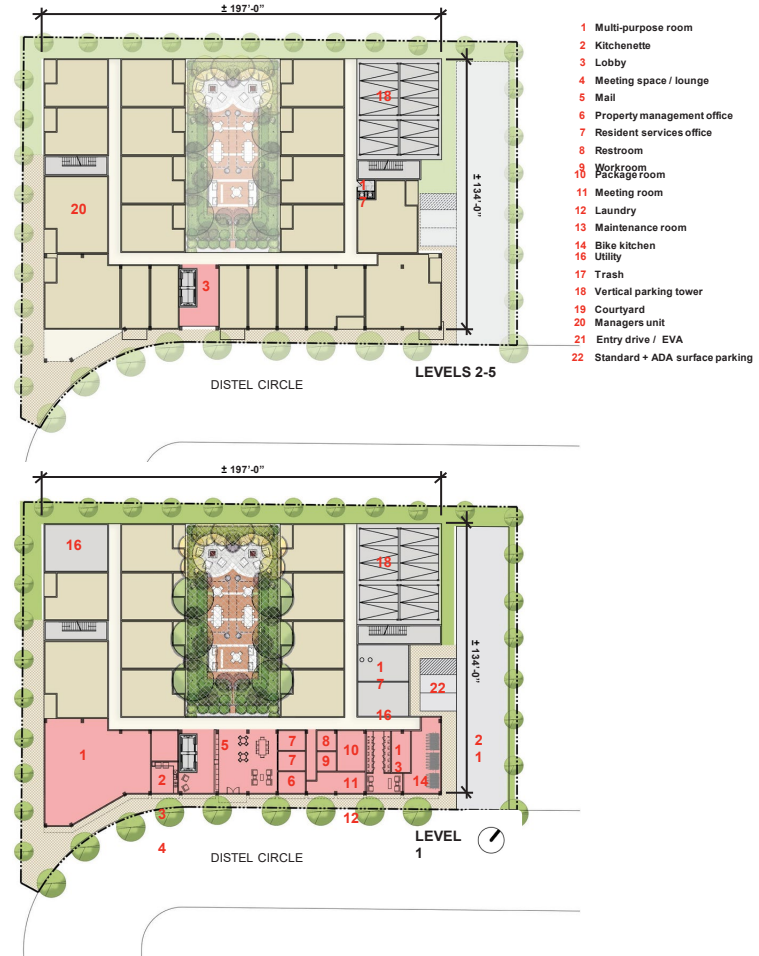 ± 197'-0"
1 Multi-purpose room
2 Kitchenette
3 Lobby
4 Meeting space / lounge
5 Mail
6 Property management office
7 Resident services office
8 Restroom
9 Workroom
10 Package room
11 Meeting room
12 Laundry
13 Maintenance room
14 Bike kitchen
16 Utility
17 Trash
18 Vertical parking tower
19 Courtyard
20 Managers unit
21 Entry drive / EVA
22 Standard + ADA surface parking
18
1
7
20
± 134'-0"
3
LEVELS 2-5
DISTEL CIRCLE
± 197'-0"
16
18
± 134'-0"
1
7
22
16
1
5
7
8
10
1
3
2
1
7
9
2
6
11
14
3
12
4
DISTEL CIRCLE
LEVEL
1